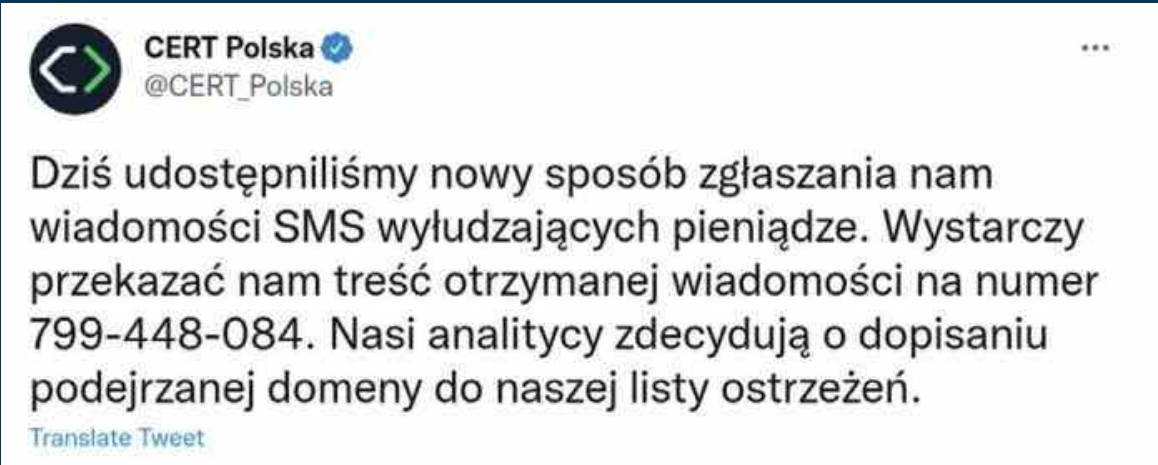 CERT Polska
@CERT_Polska
Dziś udostępniliśmy nowy sposób zgłaszania nam
wiadomości SMS wyłudzających pieniądze. Wystarczy
przekazać nam treść otrzymanej wiadomości na numer
799-448-084. Nasi analitycy zdecydują o dopisaniu
podejrzanej domeny do naszej listy ostrzeżeń.
Translate Tweet